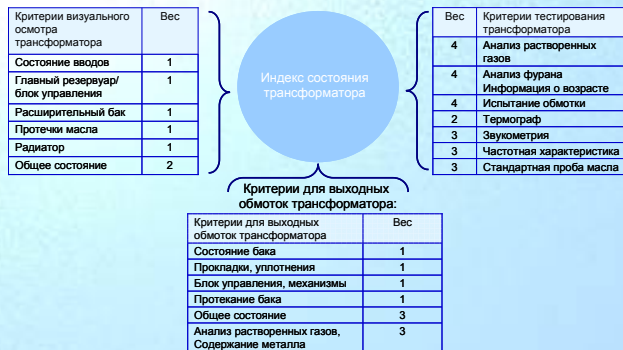 Критерии визуального осмотра трансформатора Вес
Состояние вводов 1
Главный резервуар/ блок управления 1
Расширительный бак 1
Протечки масла 1
Радиатор 1
Общее состояние 2
Индекс состояния
трансформатора
Вес Критерии тестирования трансформатора
4 Анализ растворенных газов
4 Анализ фурана Информация о возрасте
4 Испытание обмотки
2 Термограф
3 Звукометрия
3 Частотная характеристика
3 Стандартная проба масла
Критерии для выходных
обмоток трансформатора:
Критерии для выходных обмоток трансформатора Вес
Состояние бака 1
Прокладки, уплотнения 1
Блок управления, механизмы 1
Протекание бака 1
Общее состояние 3
Анализ растворенных газов, Содержание металла 3